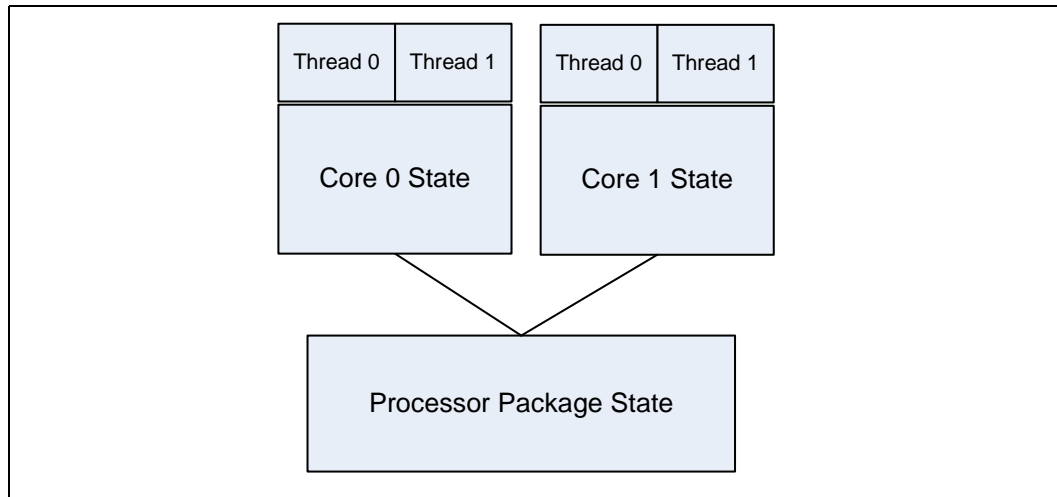 Thread 0
Thread 1
Thread 0
Thread 1
Core 0 State
Core 1 State
Processor Package State